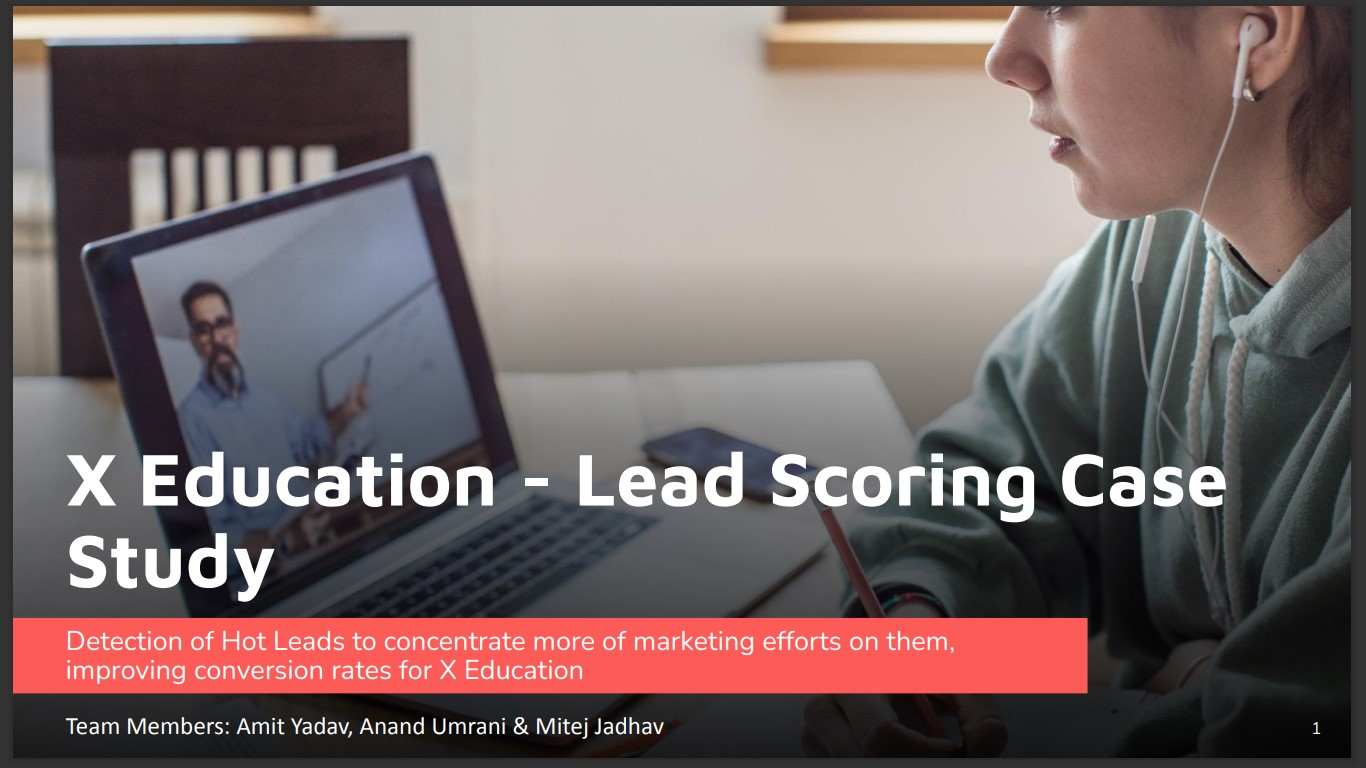 X Education - Lead Scoring Case
Study
Detection of Hot Leads to concentrate more of marketing efforts on them,
improving conversion rates for X Education
Team Members: Amit Yadav, Anand Umrani & Mitej Jadhav
1